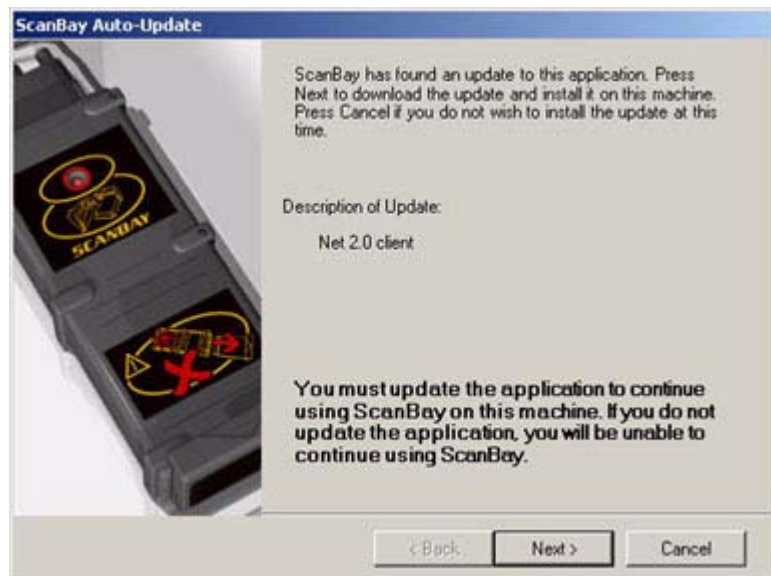 ScanBay Auto-Update
ScanBay has found an update to this application. Press
Next to download the update and install it on this machine.
Press Cancel if you do not wish to install the update at this
time.
SCANBAY
Description of Update:
Net 2.0 client
You must update the application to continue
using ScanBay on this machine. If you do not
update the application, you will be unable to
continue using ScanBay.
< Back
Next >
Cancel